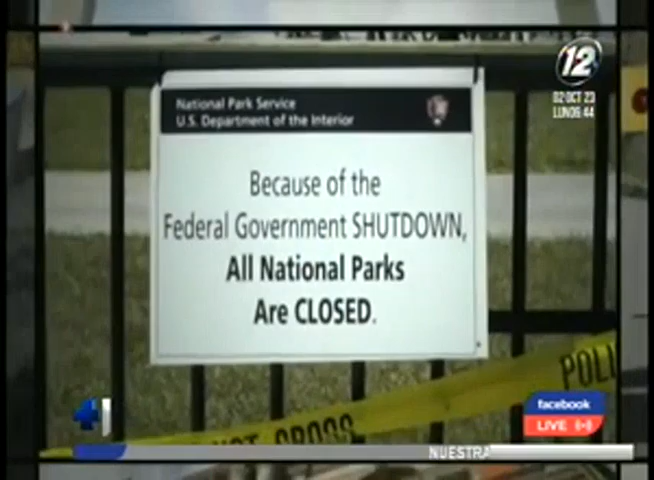 12
02 OCT 23
LUN06:44
National Park Service
U.S. Department of the Interior
Because of the
Federal Government SHUTDOWN,
All National Parks
Are CLOSED.
POLI
NOT CROSS
facebook
LIVE
NUESTRA